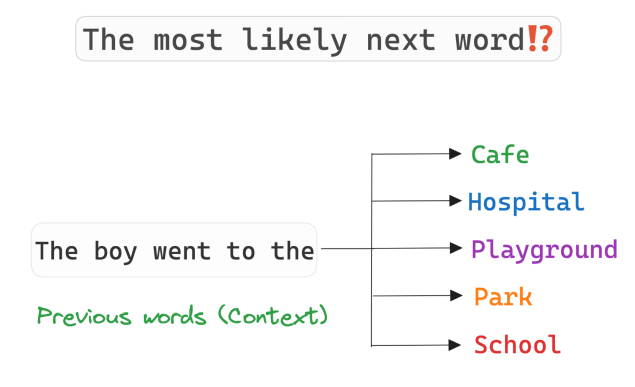 The most likely next word⁉
Cafe
Hospital
The boy went to the
Playground
Previous words (Context)
Park
School